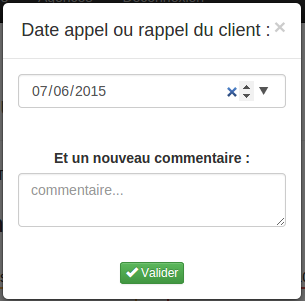 Date appel ou rappel du client : ×
07/06/2015
Et un nouveau commentaire :
commentaire...
Valider